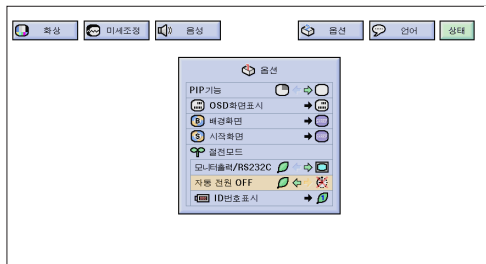 화상 미세조정 음성 옵션 언어 상태
옵션
PIP기능
OSD화면표시
B 배경화면
S 시작화면
절전모드
모니터출력/RS232C
자동 전원 OFF
ID번호표시